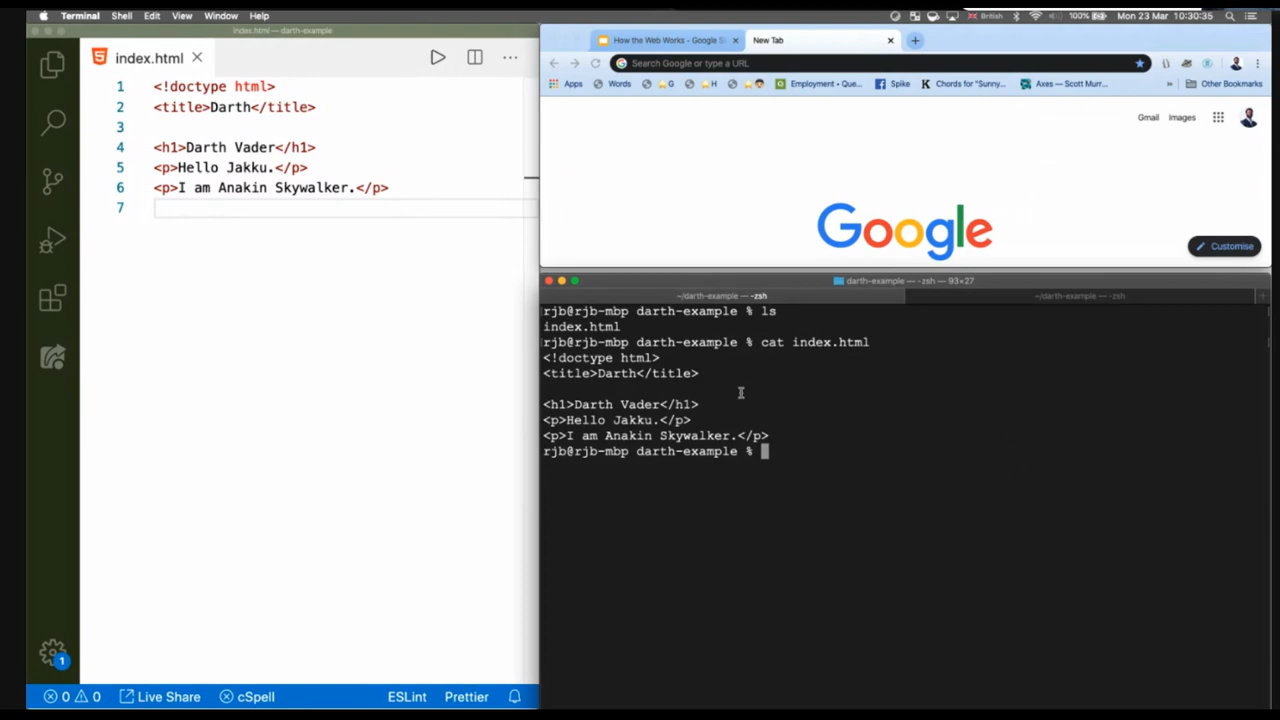 Terminal Shell Edit View Window Help
British 100% Mon 23 Mar 10:30:35
index.html — darth-example
index.html
1 <!doctype html>
2 <title>Darth</title>
3
4 <h1>Darth Vader</h1>
5 <p>Hello Jakku.</p>
6 <p>I am Anakin Skywalker.</p>
7
1
0 0 Live Share cSpell ESLint Prettier
How the Web Works - Google Sl New Tab
Search Google or type a URL
Apps Words G H Employment - Que... Spike Chords for "Sunny... Axes — Scott Murr... » Other Bookmarks
Gmail Images
Google
Customise
darth-example — -zsh — 93×27
~/darth-example — -zsh ~/darth-example — -zsh
rjb@rjb-mbp darth-example % ls
index.html
rjb@rjb-mbp darth-example % cat index.html
<!doctype html>
<title>Darth</title>
<h1>Darth Vader</h1>
<p>Hello Jakku.</p>
<p>I am Anakin Skywalker.</p>
rjb@rjb-mbp darth-example %